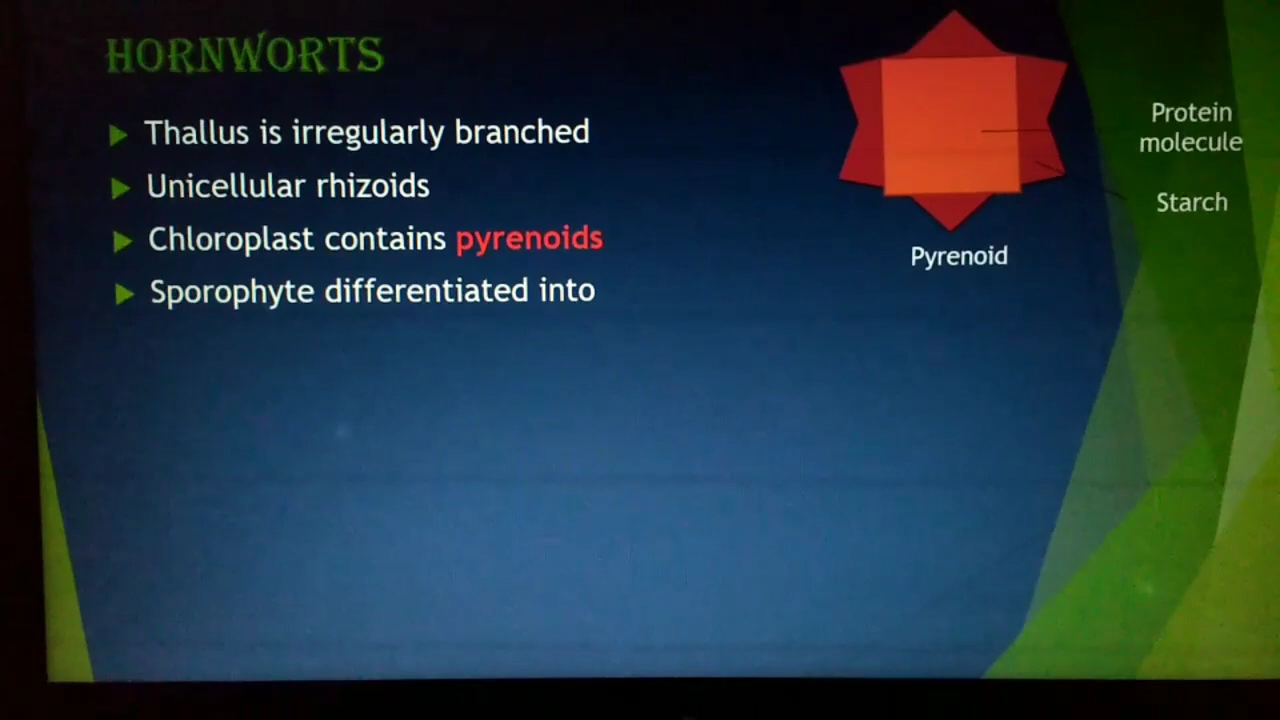 HORNWORTS
Thallus is irregularly branched
Unicellular rhizoids
Chloroplast contains pyrenoids
Sporophyte differentiated into
Protein
molecule
Starch
Pyrenoid